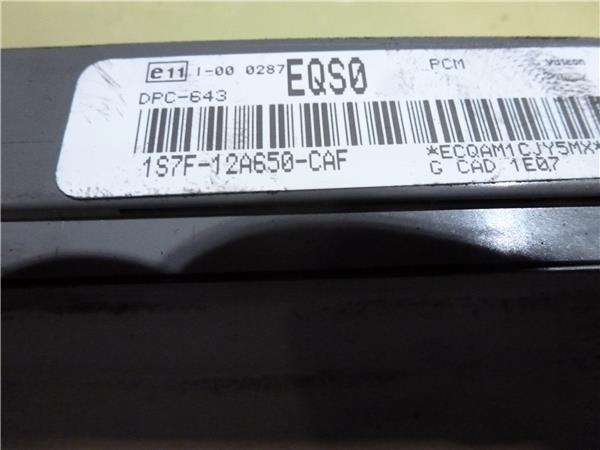 e11 I-00 0287 EQS0 PCM Visteon
DPC-643
1S7F-12A650-CAF *ECQAM1CJY5MX*
G CAD 1E07